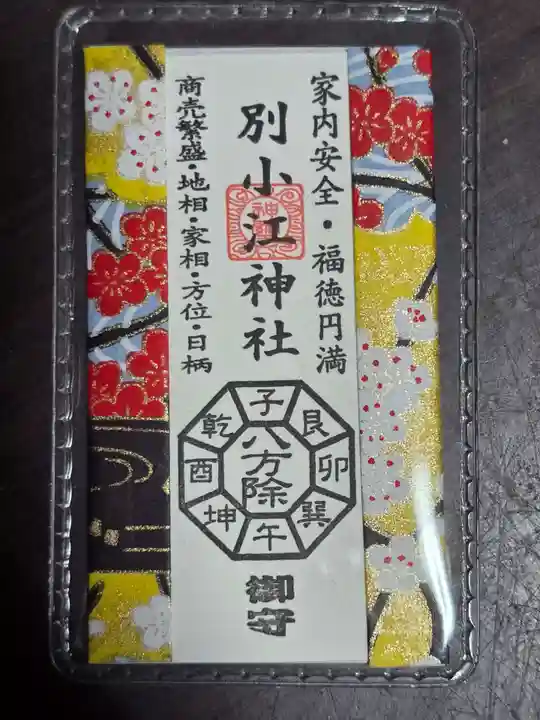 家内安全・福徳円満
別小江神社
商売繁盛・地相・家相・方位・日柄
子
乾 艮
酉 八方除 卯
坤 巽
午
御守